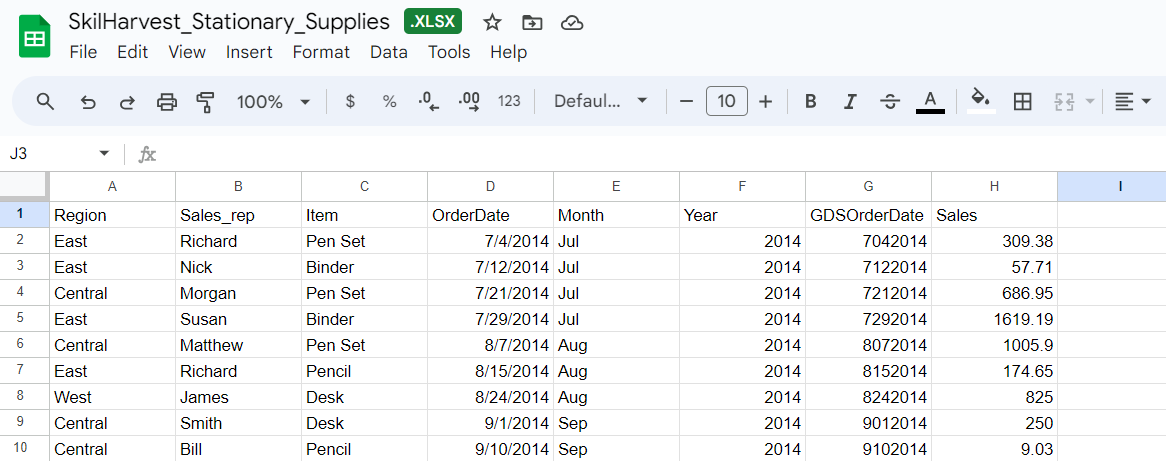 SkilHarvest_Stationary_Supplies .XLSX
File Edit View Insert Format Data Tools Help
100% $ % .0 .00 123 Defaul... 10 B I S A
J3 fx
A B C D E F G H I
1 Region Sales_rep Item OrderDate Month Year GDSOrderDate Sales
2 East Richard Pen Set 7/4/2014 Jul 2014 7042014 309.38
3 East Nick Binder 7/12/2014 Jul 2014 7122014 57.71
4 Central Morgan Pen Set 7/21/2014 Jul 2014 7212014 686.95
5 East Susan Binder 7/29/2014 Jul 2014 7292014 1619.19
6 Central Matthew Pen Set 8/7/2014 Aug 2014 8072014 1005.9
7 East Richard Pencil 8/15/2014 Aug 2014 8152014 174.65
8 West James Desk 8/24/2014 Aug 2014 8242014 825
9 Central Smith Desk 9/1/2014 Sep 2014 9012014 250
10 Central Bill Pencil 9/10/2014 Sep 2014 9102014 9.03